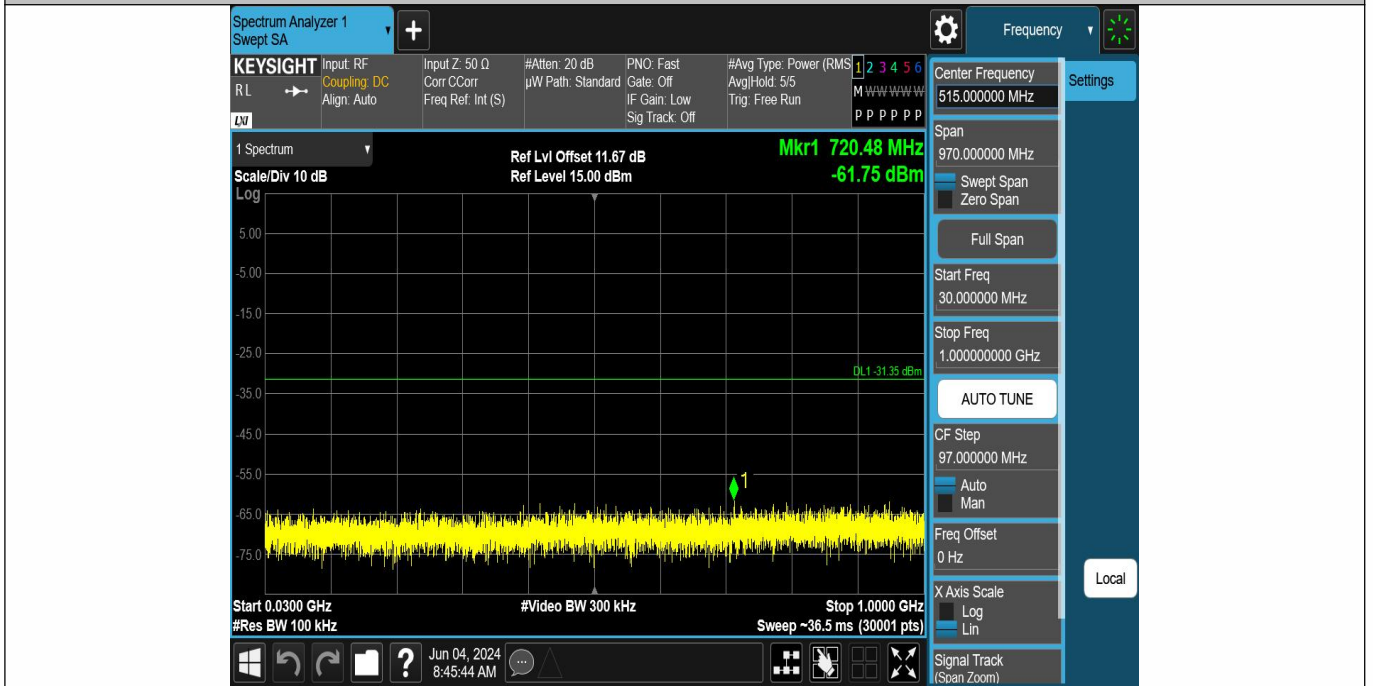 Spectrum Analyzer 1
Swept SA
+
Frequency
KEYSIGHT
RL
LXI
Input: RF
Coupling: DC
Align: Auto
Input Z: 50 Ω
Corr CCorr
Freq Ref: Int (S)
#Atten: 20 dB
µW Path: Standard
PNO: Fast
Gate: Off
IF Gain: Low
Sig Track: Off
#Avg Type: Power (RMS
Avg|Hold: 5/5
Trig: Free Run
1 2 3 4 5 6
M W W W W W
P P P P P P
1 Spectrum
Scale/Div 10 dB
Log
Ref Lvl Offset 11.67 dB
Ref Level 15.00 dBm
Mkr1 720.48 MHz
-61.75 dBm
5.00
-5.00
-15.0
-25.0
DL1 -31.35 dBm
-35.0
-45.0
-55.0
1
-65.0
-75.0
Start 0.0300 GHz
#Res BW 100 kHz
#Video BW 300 kHz
Stop 1.0000 GHz
Sweep ~36.5 ms (30001 pts)
Center Frequency
515.000000 MHz
Span
970.000000 MHz
Swept Span
Zero Span
Full Span
Start Freq
30.000000 MHz
Stop Freq
1.000000000 GHz
AUTO TUNE
CF Step
97.000000 MHz
Auto
Man
Freq Offset
0 Hz
X Axis Scale
Log
Lin
Signal Track
(Span Zoom)
Settings
Local
?
Jun 04, 2024
8:45:44 AM